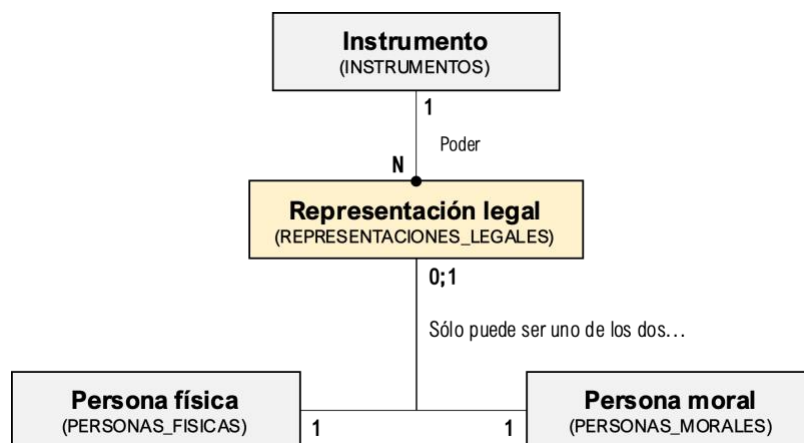 Instrumento
(INSTRUMENTOS)
1
Poder
N
Representación legal
(REPRESENTACIONES_LEGALES)
0;1
Sólo puede ser uno de los dos...
Persona física
(PERSONAS_FISICAS)
1
1
Persona moral
(PERSONAS_MORALES)